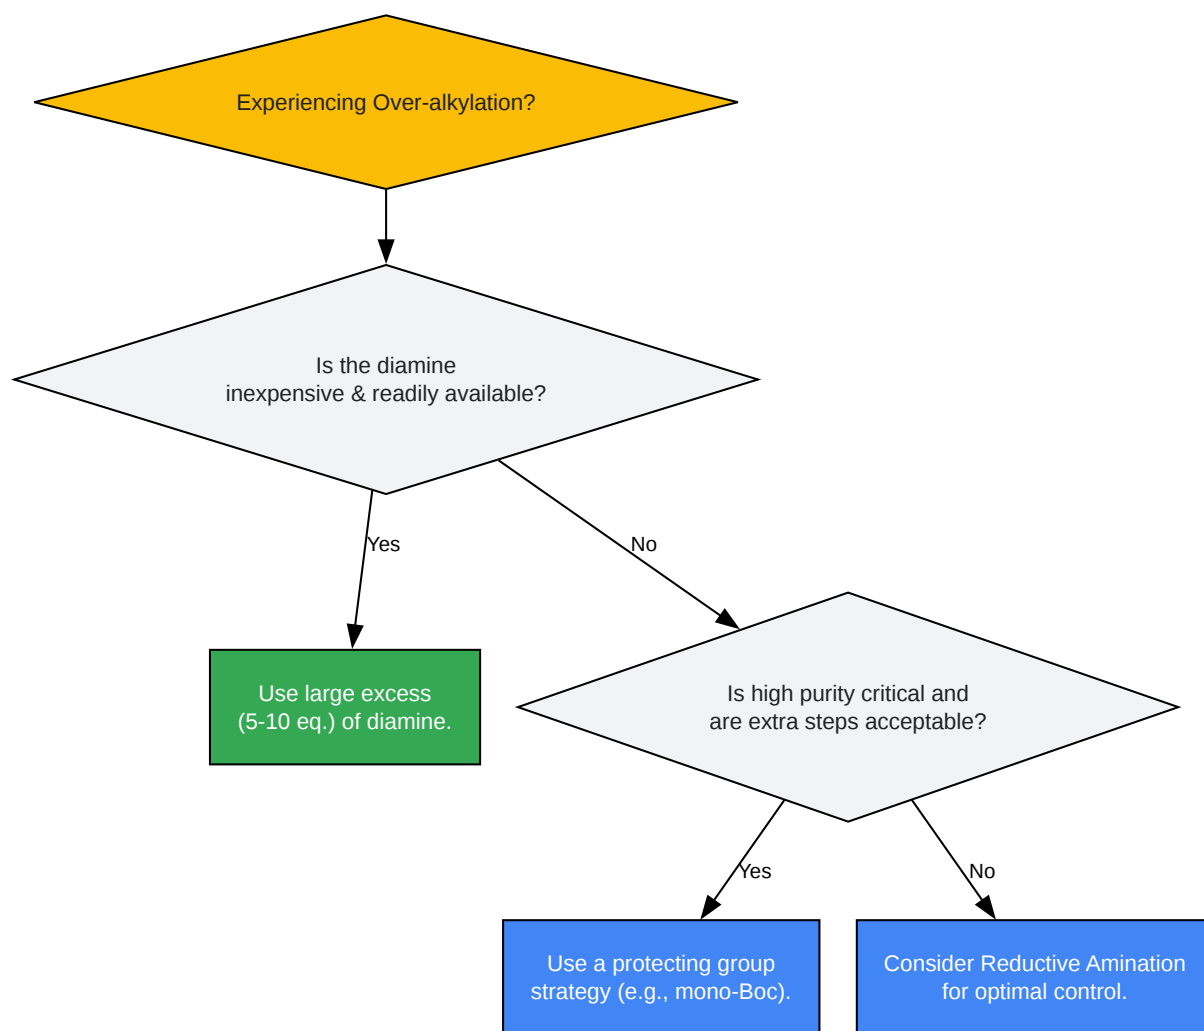 Experiencing Over-alkylation?
Is the diamine
inexpensive & readily available?
Yes
No
Use large excess
(5-10 eq.) of diamine.
Is high purity critical and
are extra steps acceptable?
Yes
No
Use a protecting group
strategy (e.g., mono-Boc).
Consider Reductive Amination
for optimal control.